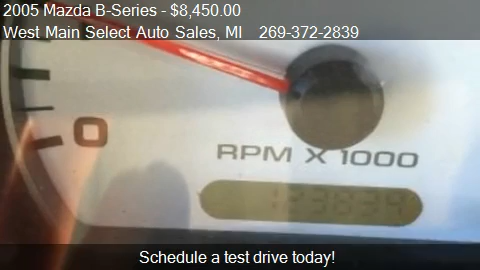 2005 Mazda B-Series - $8,450.00
West Main Select Auto Sales, MI 269-372-2839
0
RPM X 1000
Schedule a test drive today!